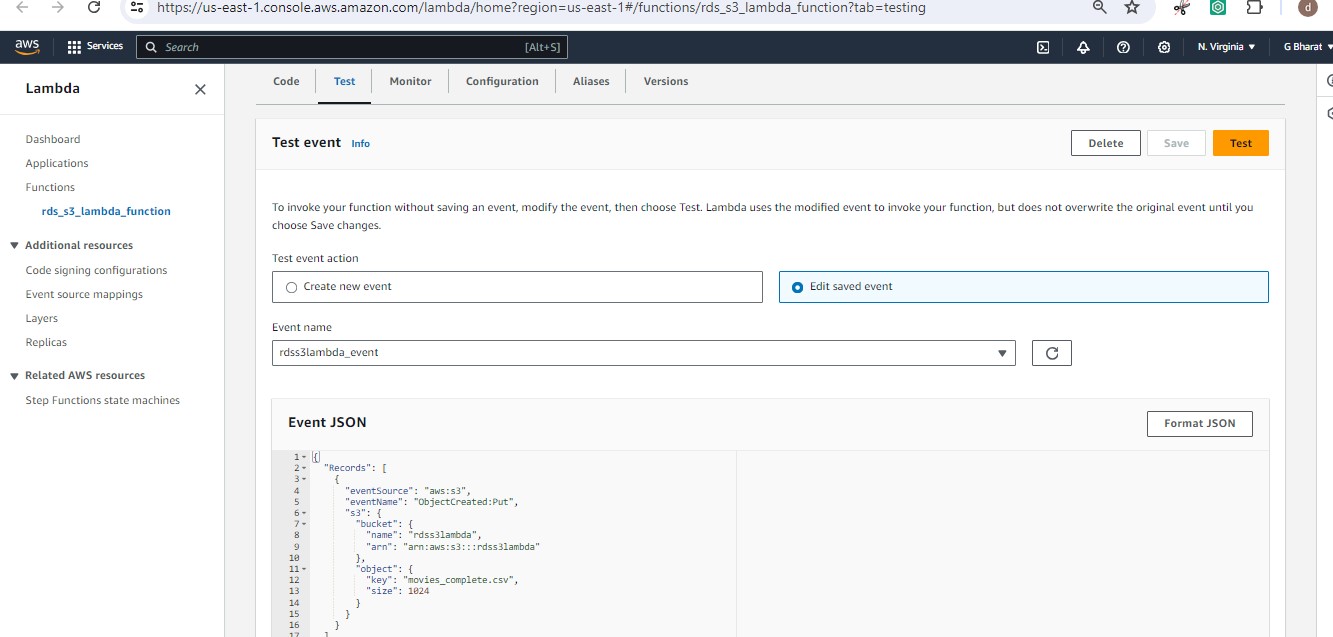 https://us-east-1.console.aws.amazon.com/lambda/home?region=us-east-1#/functions/rds_s3_lambda_function?tab=testing
d
aws Services Search [Alt+S] N. Virginia G Bharat
Lambda
Dashboard
Applications
Functions
rds_s3_lambda_function
Additional resources
Code signing configurations
Event source mappings
Layers
Replicas
Related AWS resources
Step Functions state machines
Code Test Monitor Configuration Aliases Versions
Test event Info Delete Save Test
To invoke your function without saving an event, modify the event, then choose Test. Lambda uses the modified event to invoke your function, but does not overwrite the original event until you
choose Save changes.
Test event action
Create new event Edit saved event
Event name
rdss3lambda_event
Event JSON Format JSON
1 {
2 "Records": [
3 {
4 "eventSource": "aws:s3",
5 "eventName": "ObjectCreated:Put",
6 "s3": {
7 "bucket": {
8 "name": "rdss3lambda",
9 "arn": "arn:aws:s3:::rdss3lambda"
10 },
11 "object": {
12 "key": "movies_complete.csv",
13 "size": 1024
14 }
15 }
16 }
17 ]